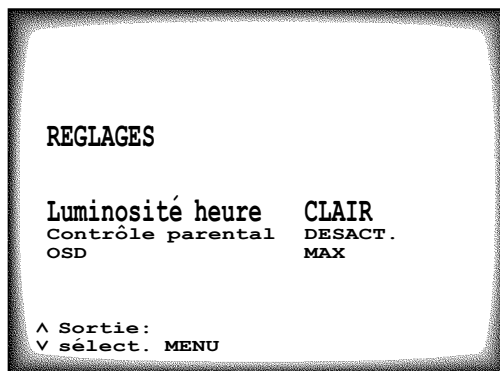 REGLAGES
Luminosité heure CLAIR
Contrôle parental DESACT.
OSD MAX
∧ Sortie:
∨ sélect. MENU